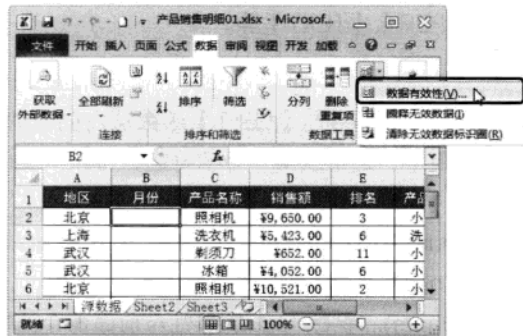 产品销售明细01.xlsx - Microsof...
文件 开始 插入 页面 公式 数据 审阅 视图 开发 加载
获取
外部数据
全部刷新
连接
排序
筛选
排序和筛选
分列
删除
重复项
数据工具
数据有效性(V)...
圈释无效数据(I)
清除无效数据标识圈(R)
B2 fx
A B C D E
1 地区 月份 产品名称 销售额 排名 产品
2 北京 照相机 ¥9,650.00 3 小
3 上海 洗衣机 ¥5,423.00 6 洗
4 武汉 剃须刀 ¥652.00 11 小
5 武汉 冰箱 ¥4,052.00 6 小
6 北京 照相机 ¥10,521.00 2 小
源数据 Sheet2 Sheet3
就绪 100%